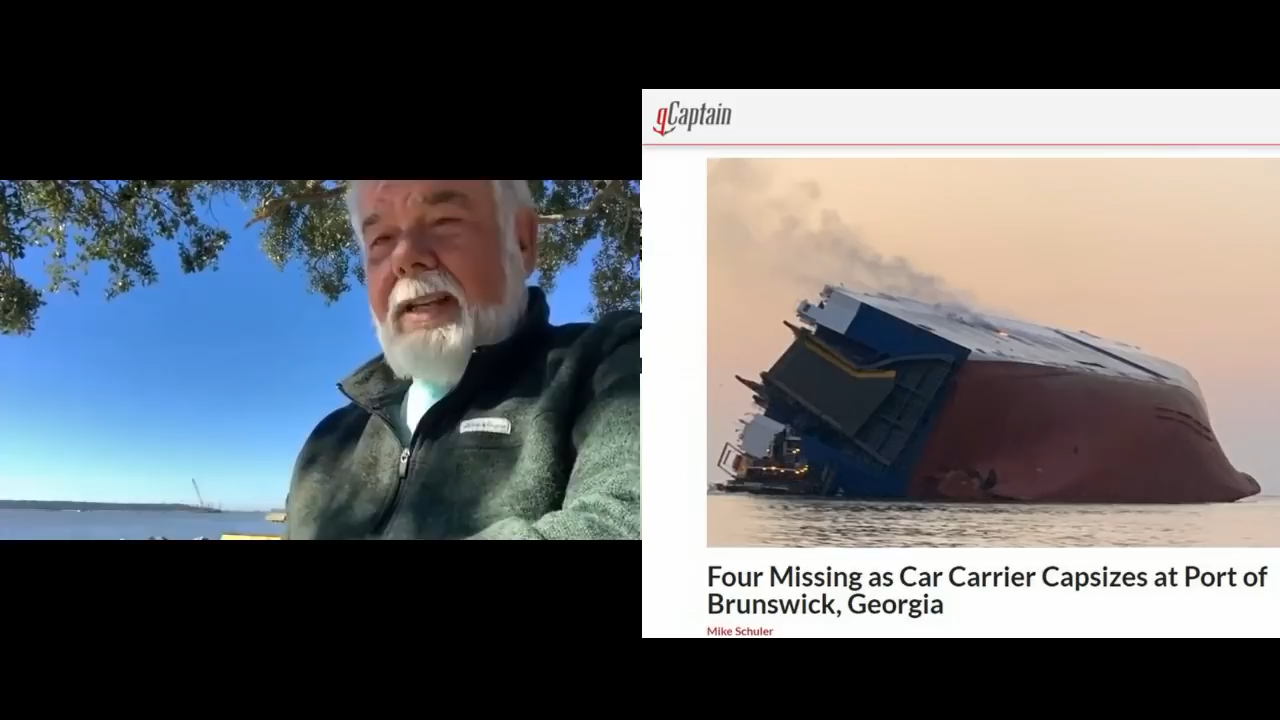 gCaptain
Four Missing as Car Carrier Capsizes at Port of
Brunswick, Georgia
Mike Schuler